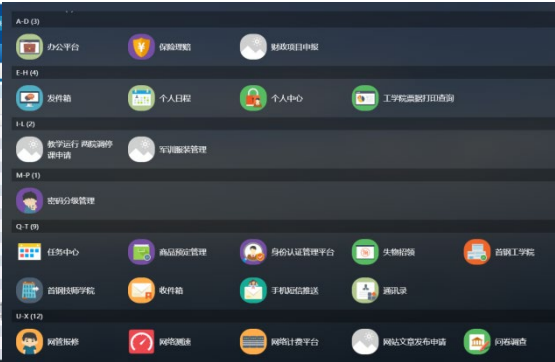 A-D (3)
办公平台 保险理赔 财政项目申报
E-H (4)
发件箱 个人日程 个人中心 工学院票据打印查询
I-L (2)
教学运行 两院调停课申请 军训服装管理
M-P (1)
密码分级管理
Q-T (9)
任务中心 商品预定管理 身份认证管理平台 失物招领 首钢工学院
首钢技师学院 收件箱 手机短信推送 通讯录
U-X (12)
网管报修 网络测速 网络计费平台 网站文章发布申请 问卷调查